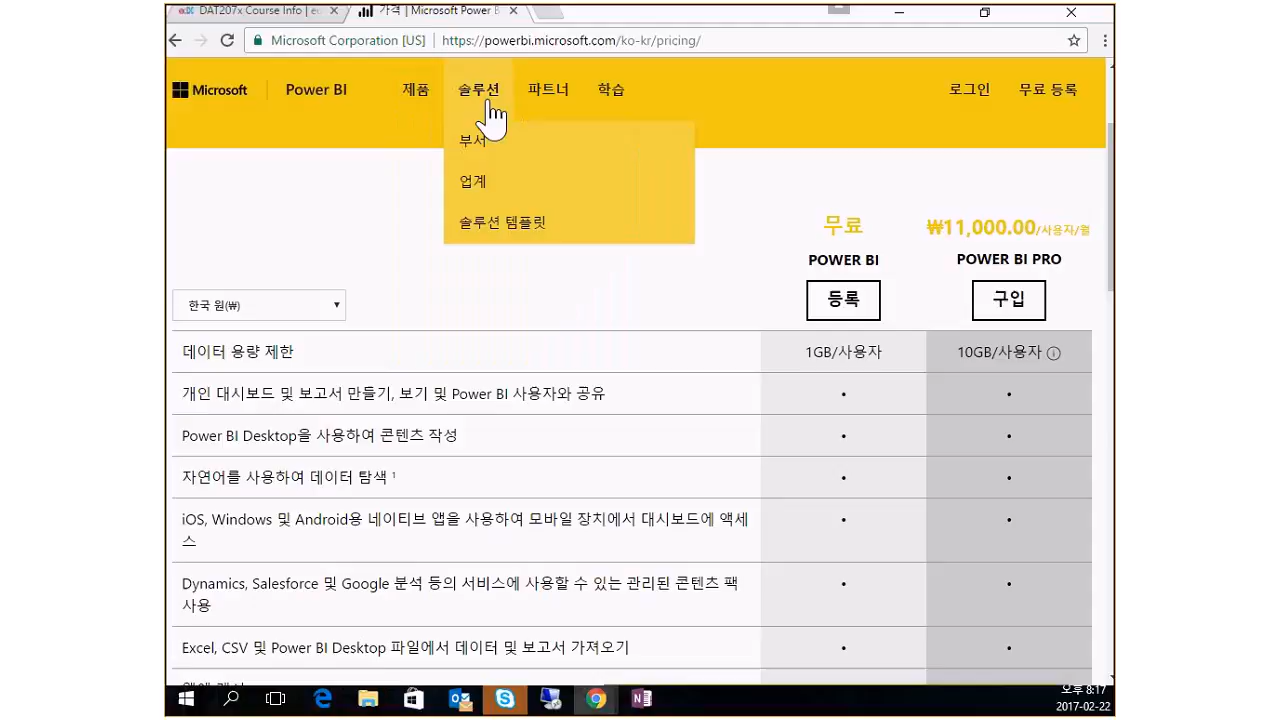 DAT207x Course Info | e
가격 | Microsoft Power B
Microsoft Corporation [US]
https://powerbi.microsoft.com/ko-kr/pricing/
Microsoft
Power BI
제품
솔루션
파트너
학습
로그인
무료 등록
부서
업계
솔루션 템플릿
무료
₩11,000.00/사용자/월
POWER BI
POWER BI PRO
한국 원(₩)
등록
구입
데이터 용량 제한
1GB/사용자
10GB/사용자
개인 대시보드 및 보고서 만들기, 보기 및 Power BI 사용자와 공유
Power BI Desktop을 사용하여 콘텐츠 작성
자연어를 사용하여 데이터 탐색 ¹
iOS, Windows 및 Android용 네이티브 앱을 사용하여 모바일 장치에서 대시보드에 액세
스
Dynamics, Salesforce 및 Google 분석 등의 서비스에 사용할 수 있는 관리된 콘텐츠 팩
사용
Excel, CSV 및 Power BI Desktop 파일에서 데이터 및 보고서 가져오기
오후 8:17
2017-02-22